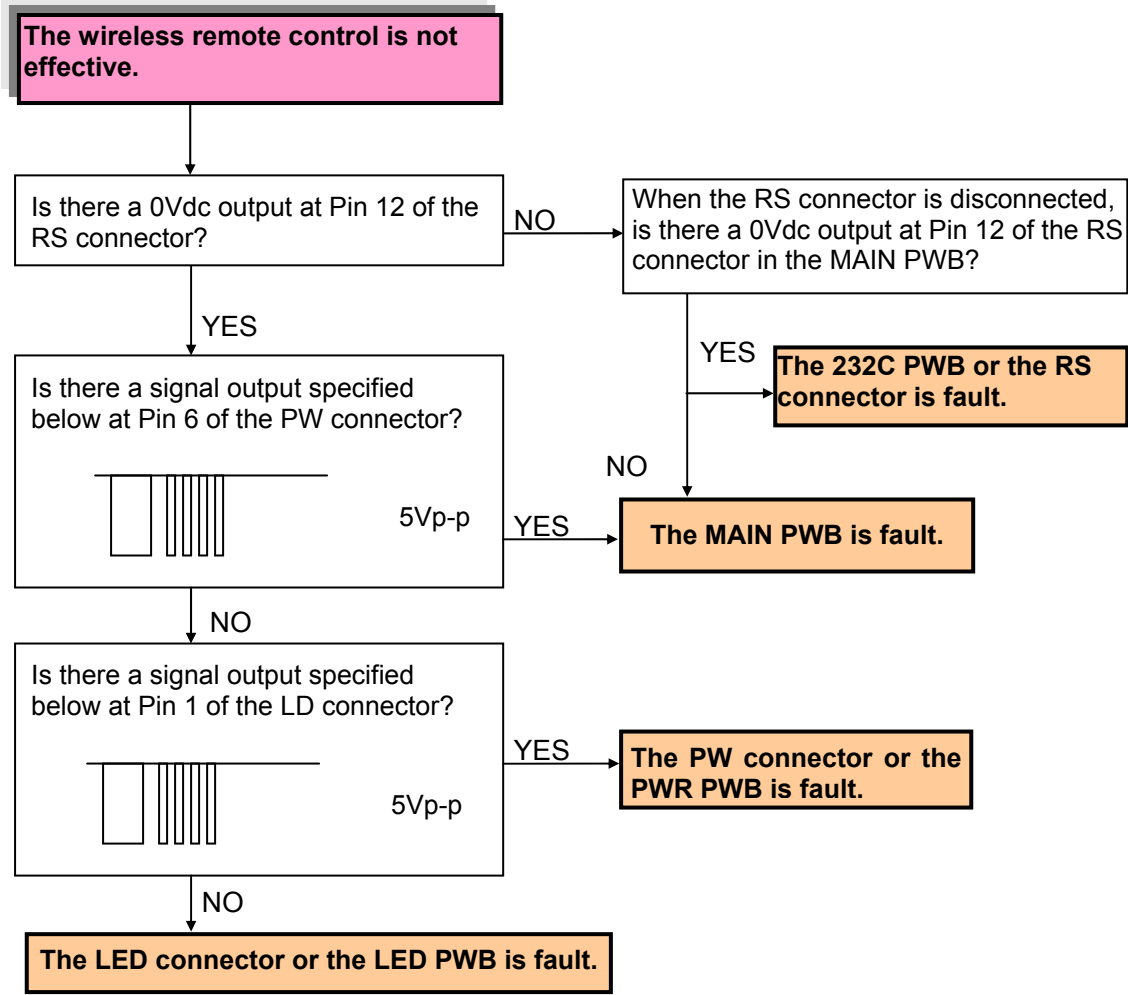 The wireless remote control is not
effective.
Is there a 0Vdc output at Pin 12 of the
RS connector?
NO
When the RS connector is disconnected,
is there a 0Vdc output at Pin 12 of the RS
connector in the MAIN PWB?
YES
YES
The 232C PWB or the RS
connector is fault.
Is there a signal output specified
below at Pin 6 of the PW connector?
5Vp-p
NO
YES
The MAIN PWB is fault.
NO
Is there a signal output specified
below at Pin 1 of the LD connector?
5Vp-p
YES
The PW connector or the
PWR PWB is fault.
NO
The LED connector or the LED PWB is fault.